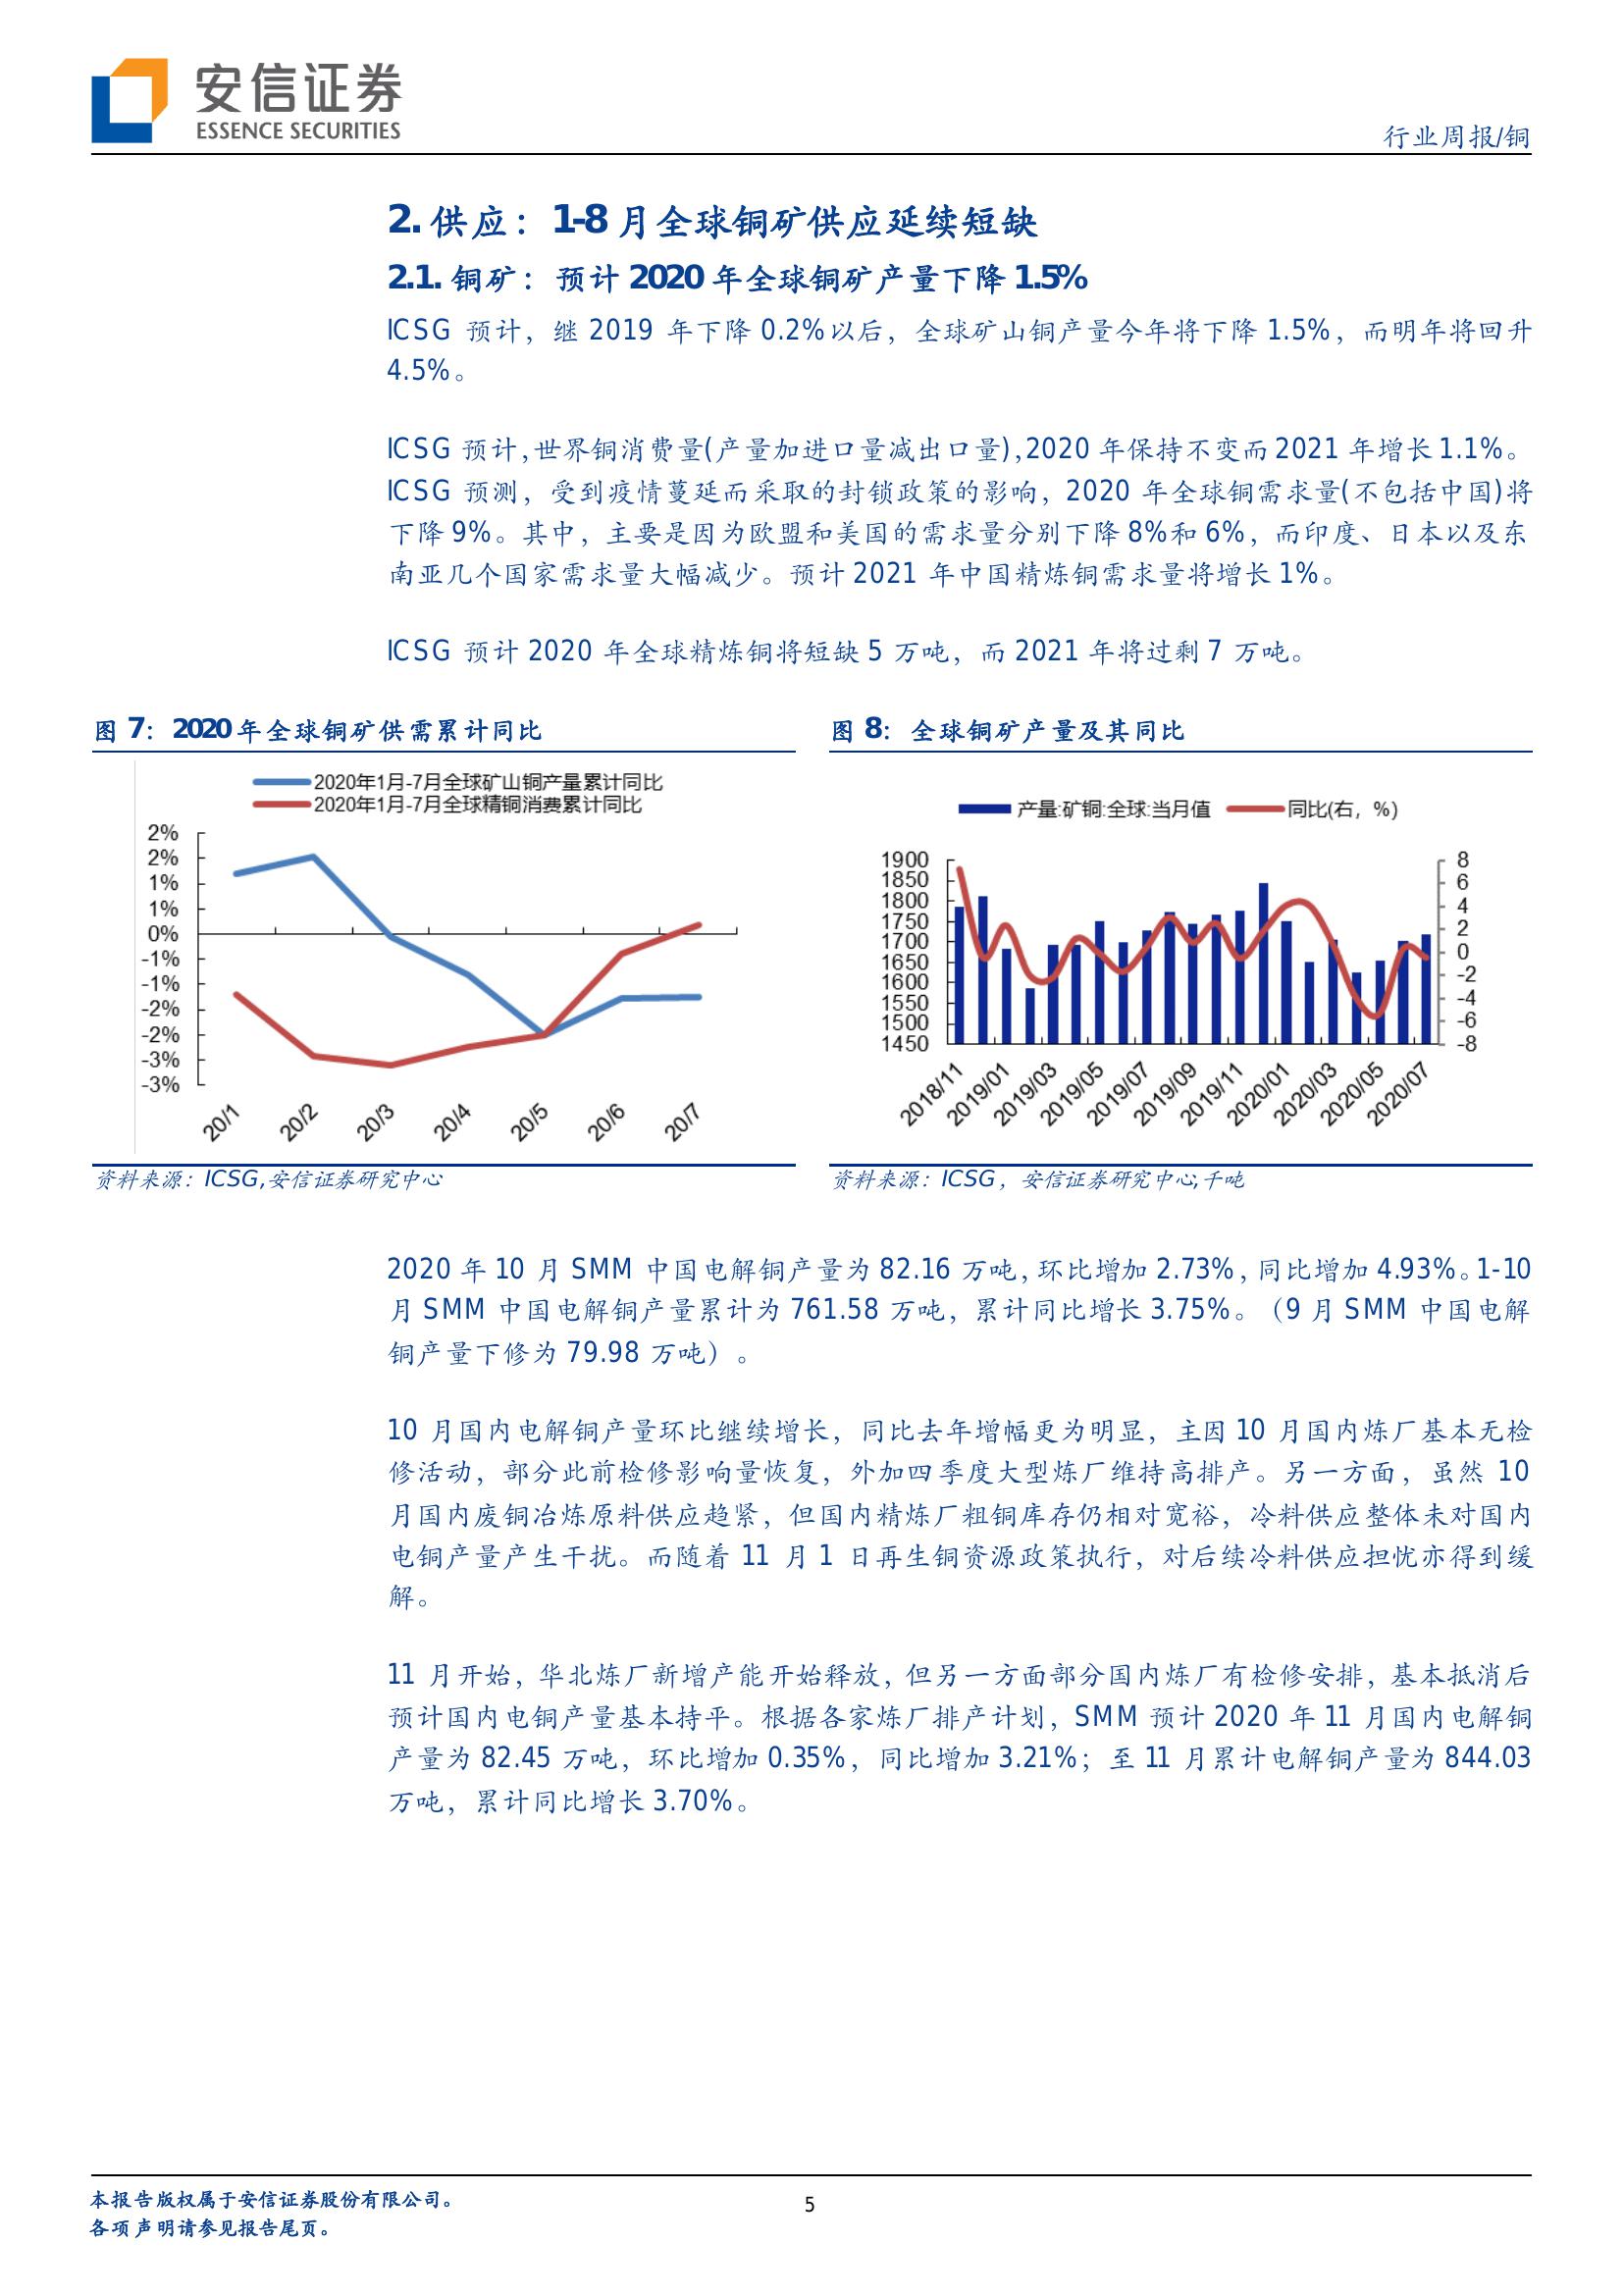 安信证券
ESSENCE SECURITIES
行业周报/铜
2. 供应：1-8 月全球铜矿供应延续短缺
2.1. 铜矿：预计 2020 年全球铜矿产量下降 1.5%
ICSG 预计，继 2019 年下降 0.2%以后，全球矿山铜产量今年将下降 1.5%，而明年将回升
4.5%。
ICSG 预计,世界铜消费量(产量加进口量减出口量),2020 年保持不变而 2021 年增长 1.1%。
ICSG 预测，受到疫情蔓延而采取的封锁政策的影响，2020 年全球铜需求量(不包括中国)将
下降 9%。其中，主要是因为欧盟和美国的需求量分别下降 8%和 6%，而印度、日本以及东
南亚几个国家需求量大幅减少。预计 2021 年中国精炼铜需求量将增长 1%。
ICSG 预计 2020 年全球精炼铜将短缺 5 万吨，而 2021 年将过剩 7 万吨。
图 7：2020 年全球铜矿供需累计同比
2020年1月-7月全球矿山铜产量累计同比
2020年1月-7月全球精铜消费累计同比
2%
2%
1%
1%
0%
-1%
-1%
-2%
-2%
-3%
-3%
20/1
20/2
20/3
20/4
20/5
20/6
20/7
资料来源：ICSG,安信证券研究中心
图 8：全球铜矿产量及其同比
产量:矿铜:全球:当月值
同比(右，%)
1900
1850
1800
1750
1700
1650
1600
1550
1500
1450
8
6
4
2
0
-2
-4
-6
-8
2018/11
2019/01
2019/03
2019/05
2019/07
2019/09
2019/11
2020/01
2020/03
2020/05
2020/07
资料来源：ICSG，安信证券研究中心,千吨
2020 年 10 月 SMM 中国电解铜产量为 82.16 万吨,环比增加 2.73%,同比增加 4.93%。1-10
月 SMM 中国电解铜产量累计为 761.58 万吨，累计同比增长 3.75%。（9 月 SMM 中国电解
铜产量下修为 79.98 万吨）。
10 月国内电解铜产量环比继续增长，同比去年增幅更为明显，主因 10 月国内炼厂基本无检
修活动，部分此前检修影响量恢复，外加四季度大型炼厂维持高排产。另一方面，虽然 10
月国内废铜冶炼原料供应趋紧，但国内精炼厂粗铜库存仍相对宽裕，冷料供应整体未对国内
电铜产量产生干扰。而随着 11 月 1 日再生铜资源政策执行，对后续冷料供应担忧亦得到缓
解。
11 月开始，华北炼厂新增产能开始释放，但另一方面部分国内炼厂有检修安排，基本抵消后
预计国内电铜产量基本持平。根据各家炼厂排产计划，SMM 预计 2020 年 11 月国内电解铜
产量为 82.45 万吨，环比增加 0.35%，同比增加 3.21%；至 11 月累计电解铜产量为 844.03
万吨，累计同比增长 3.70%。
本报告版权属于安信证券股份有限公司。
各项声明请参见报告尾页。
5